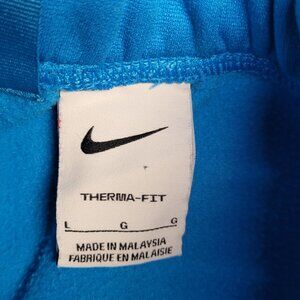 THERMA-FIT
L G G
MADE IN MALAYSIA
FABRIQUE EN MALAISIE